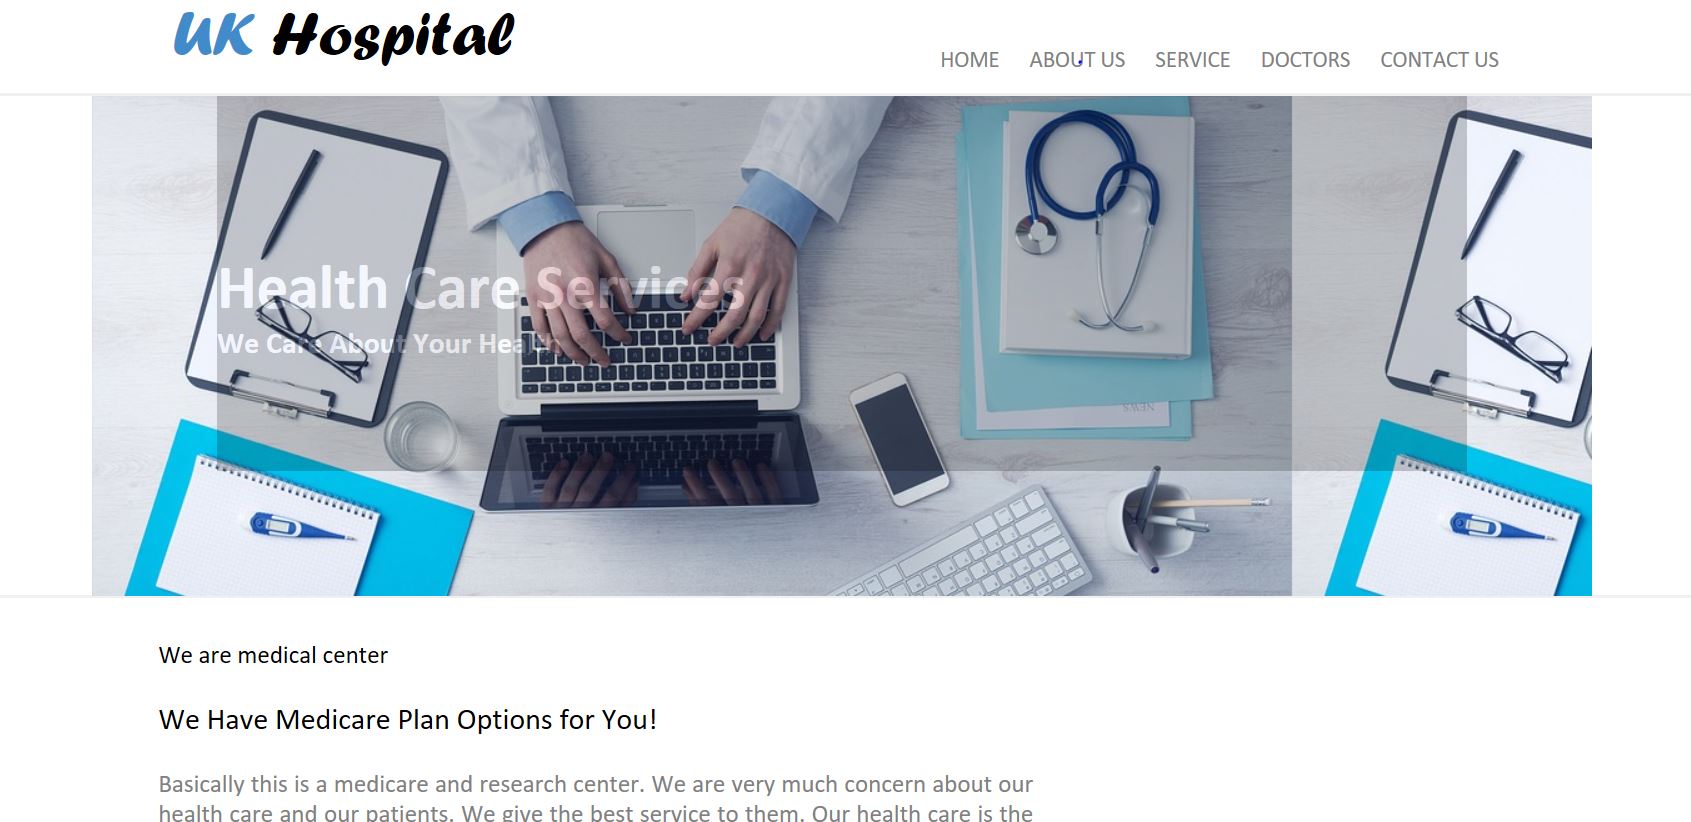 UK Hospital
HOME ABOUT US SERVICE DOCTORS CONTACT US
Health Care Services
We Care About Your Health
NEWS
We are medical center
We Have Medicare Plan Options for You!
Basically this is a medicare and research center. We are very much concern about our
health care and our patients. We give the best service to them. Our health care is the